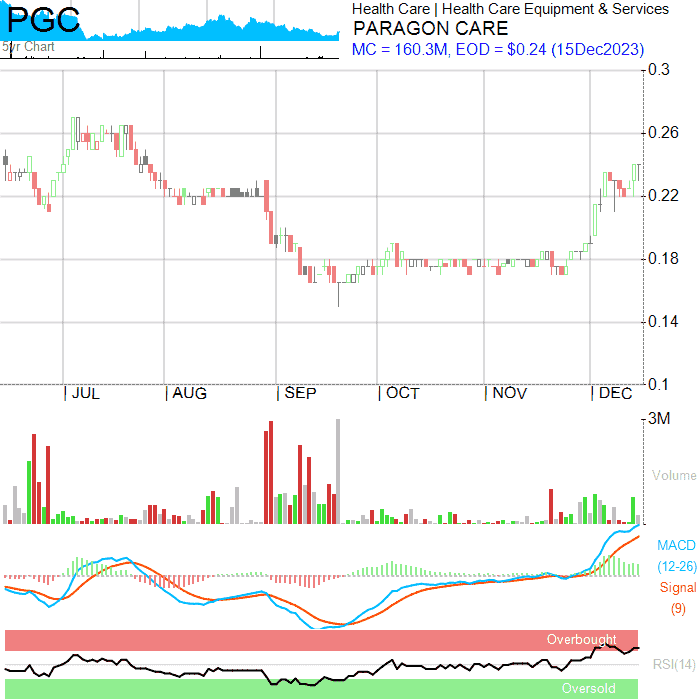 PGC
5yr Chart
Health Care | Health Care Equipment & Services
PARAGON CARE
MC = 160.3M, EOD = $0.24 (15Dec2023)
0.3
0.26
0.22
0.18
0.14
0.1
| JUL | AUG | SEP | OCT | NOV | DEC
3M
Volume
MACD
(12-26)
Signal
(9)
Overbought
RSI(14)
Oversold